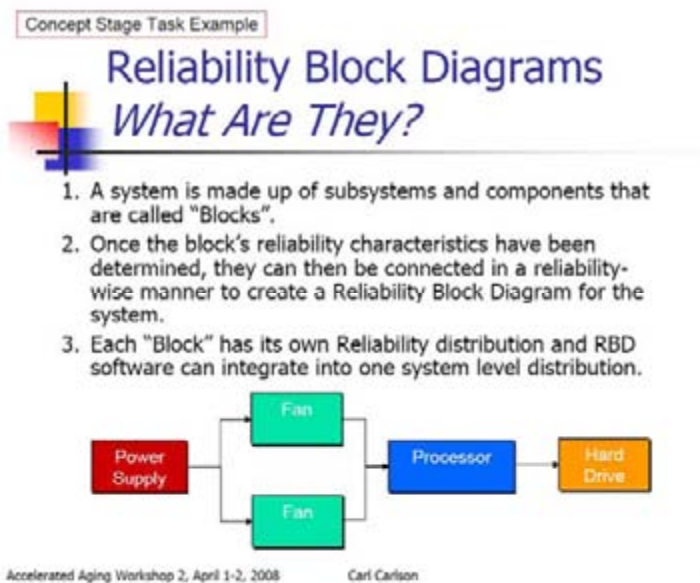 Concept Stage Task Example
Reliability Block Diagrams
What Are They?
1. A system is made up of subsystems and components that
are called “Blocks”.
2. Once the block’s reliability characteristics have been
determined, they can then be connected in a reliability-
wise manner to create a Reliability Block Diagram for the
system.
3. Each “Block” has its own Reliability distribution and RBD
software can integrate into one system level distribution.
Fan
Power
Supply
Processor
Hard
Drive
Fan
Accelerated Aging Workshop 2, April 1-2, 2008
Carl Carlson